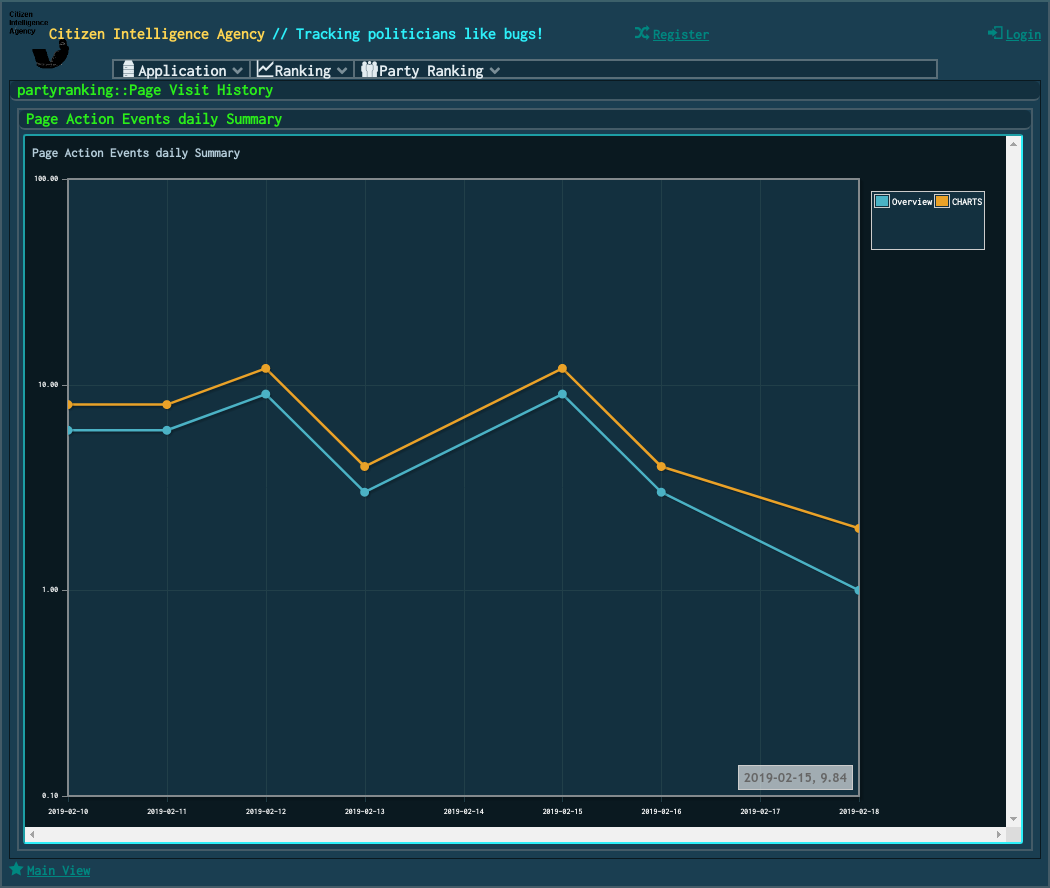 Citizen
Intelligence
Agency
Citizen Intelligence Agency // Tracking politicians like bugs!
Register
Login
Application
Ranking
Party Ranking
partyranking::Page Visit History
Page Action Events daily Summary
Page Action Events daily Summary
Overview CHARTS
100.00
10.00
1.00
0.10
2019-02-15, 9.84
2019-02-10 2019-02-11 2019-02-12 2019-02-13 2019-02-14 2019-02-15 2019-02-16 2019-02-17 2019-02-18
Main View